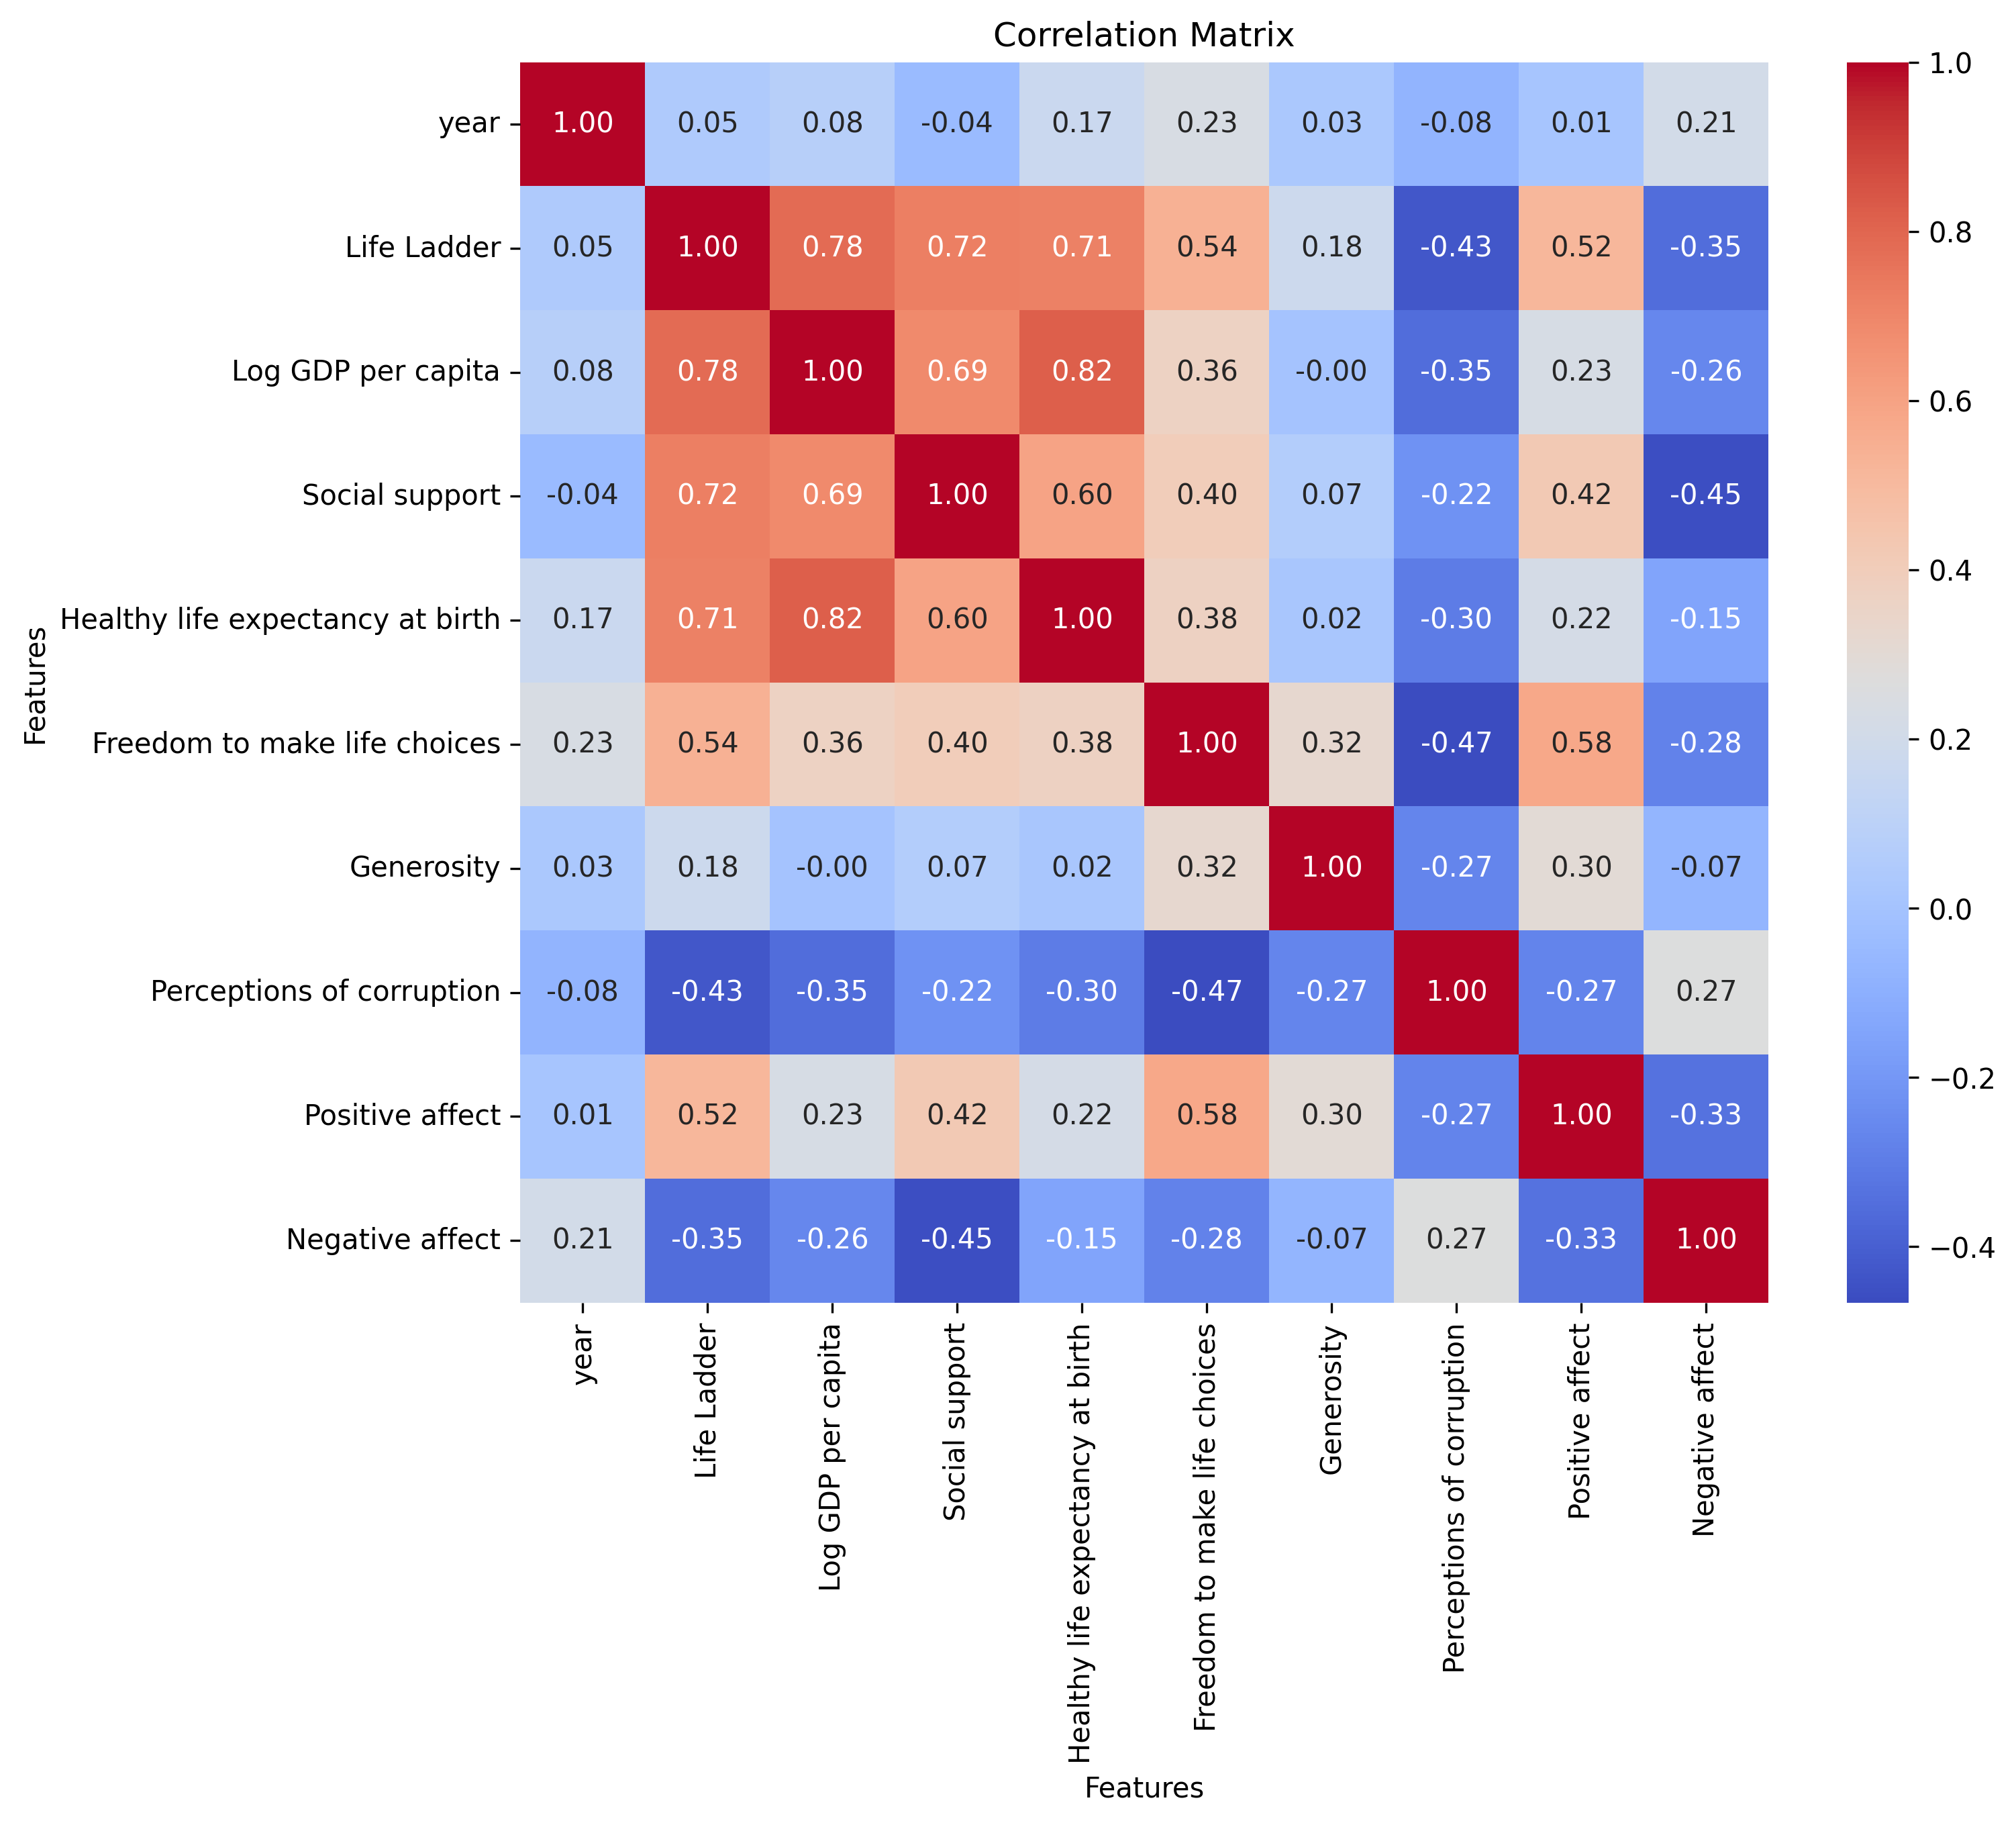 Correlation Matrix
year 1.00 0.05 0.08 -0.04 0.17 0.23 0.03 -0.08 0.01 0.21
Life Ladder 0.05 1.00 0.78 0.72 0.71 0.54 0.18 -0.43 0.52 -0.35
Log GDP per capita 0.08 0.78 1.00 0.69 0.82 0.36 -0.00 -0.35 0.23 -0.26
Social support -0.04 0.72 0.69 1.00 0.60 0.40 0.07 -0.22 0.42 -0.45
Healthy life expectancy at birth 0.17 0.71 0.82 0.60 1.00 0.38 0.02 -0.30 0.22 -0.15
Freedom to make life choices 0.23 0.54 0.36 0.40 0.38 1.00 0.32 -0.47 0.58 -0.28
Generosity 0.03 0.18 -0.00 0.07 0.02 0.32 1.00 -0.27 0.30 -0.07
Perceptions of corruption -0.08 -0.43 -0.35 -0.22 -0.30 -0.47 -0.27 1.00 -0.27 0.27
Positive affect 0.01 0.52 0.23 0.42 0.22 0.58 0.30 -0.27 1.00 -0.33
Negative affect 0.21 -0.35 -0.26 -0.45 -0.15 -0.28 -0.07 0.27 -0.33 1.00
Features
year
Life Ladder
Log GDP per capita
Social support
Healthy life expectancy at birth
Freedom to make life choices
Generosity
Perceptions of corruption
Positive affect
Negative affect
Features
1.0
0.8
0.6
0.4
0.2
0.0
−0.2
−0.4